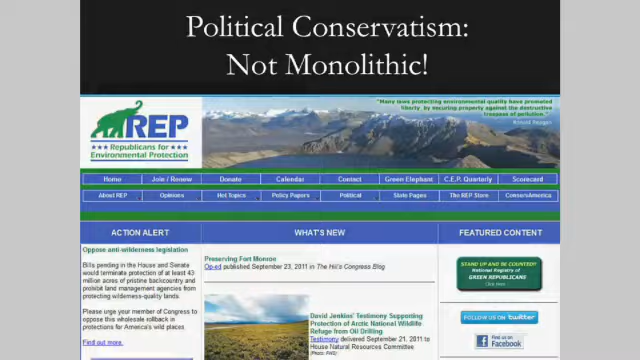 Political Conservatism:
Not Monolithic!
"Many laws protecting environmental quality have promoted
liberty by securing property against the destructive
trespass of pollution."
Ronald Reagan
REP
Republicans for
Environmental Protection
Home Join / Renew Donate Calendar Contact Green Elephant C.E.P. Quarterly Scorecard
About REP Opinions Hot Topics Policy Papers Political State Pages The REP Store ConservAmerica
ACTION ALERT WHAT'S NEW FEATURED CONTENT
Oppose anti-wilderness legislation
Bills pending in the House and Senate
would terminate protection of at least 43
million acres of pristine backcountry and
prohibit land management agencies from
protecting wilderness-quality lands.
Please urge your member of Congress to
oppose this wholesale rollback in
protections for America's wild places.
Find out more.
Preserving Fort Monroe
Op-ed published September 23, 2011 in The Hill's Congress Blog
David Jenkins' Testimony Supporting
Protection of Arctic National Wildlife
Refuge from Oil Drilling
Testimony delivered September 21, 2011 to
House Natural Resources Committee
(Photo: FWS)
STAND UP AND BE COUNTED!
National Registry of
GREEN REPUBLICANS
Click Here
FOLLOW US ON twitter
Find us on
Facebook